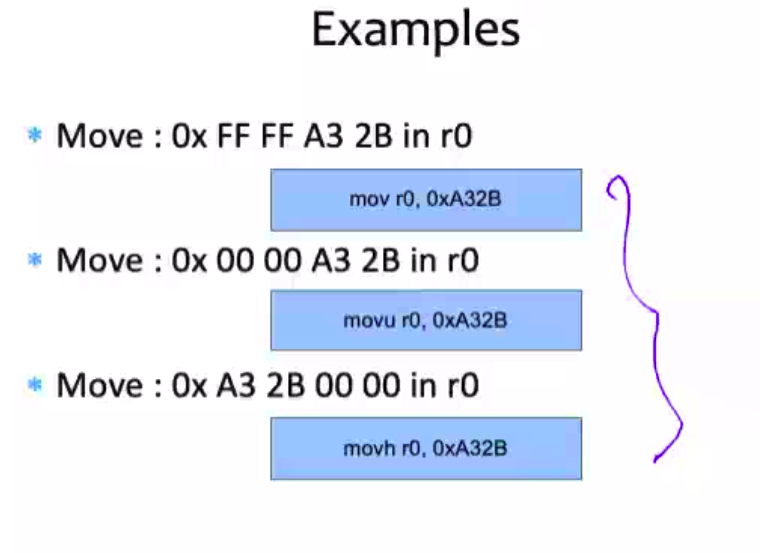 Examples
* Move : 0x FF FF A3 2B in r0
mov r0, 0xA32B
* Move : 0x 00 00 A3 2B in r0
movu r0, 0xA32B
* Move : 0x A3 2B 00 00 in r0
movh r0, 0xA32B